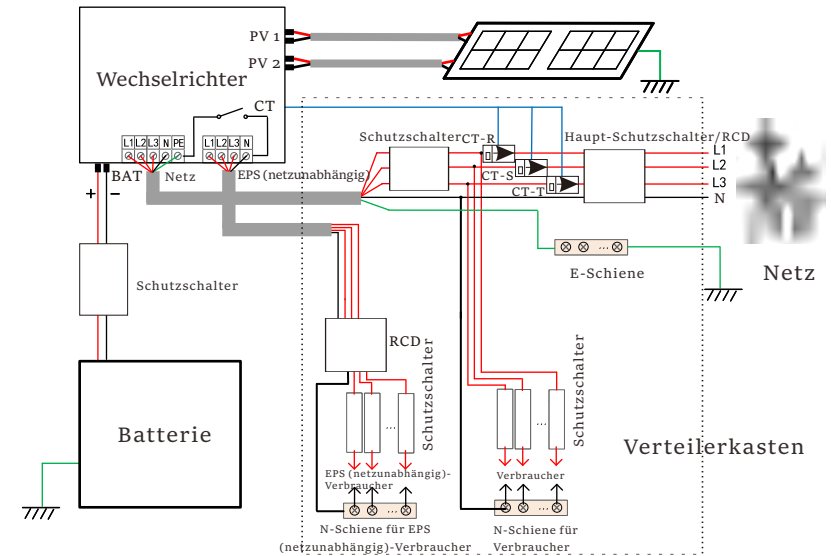 PV 1
PV 2
Wechselrichter
CT
L1 L2 L3 N PE
L1 L2 L3 N
BAT
Netz
EPS (netzunabhängig)
+ −
Schutzschalter
CT-R
CT-S
CT-T
Haupt-Schutzschalter/RCD
L1
L2
L3
N
Netz
E-Schiene
Schutzschalter
RCD
Schutzschalter
Schutzschalter
Batterie
Verteilerkasten
...
...
...
EPS (netzunabhängig)-
Verbraucher
Verbraucher
...
...
N-Schiene für EPS
(netzunabhängig)-Verbraucher
N-Schiene für
Verbraucher